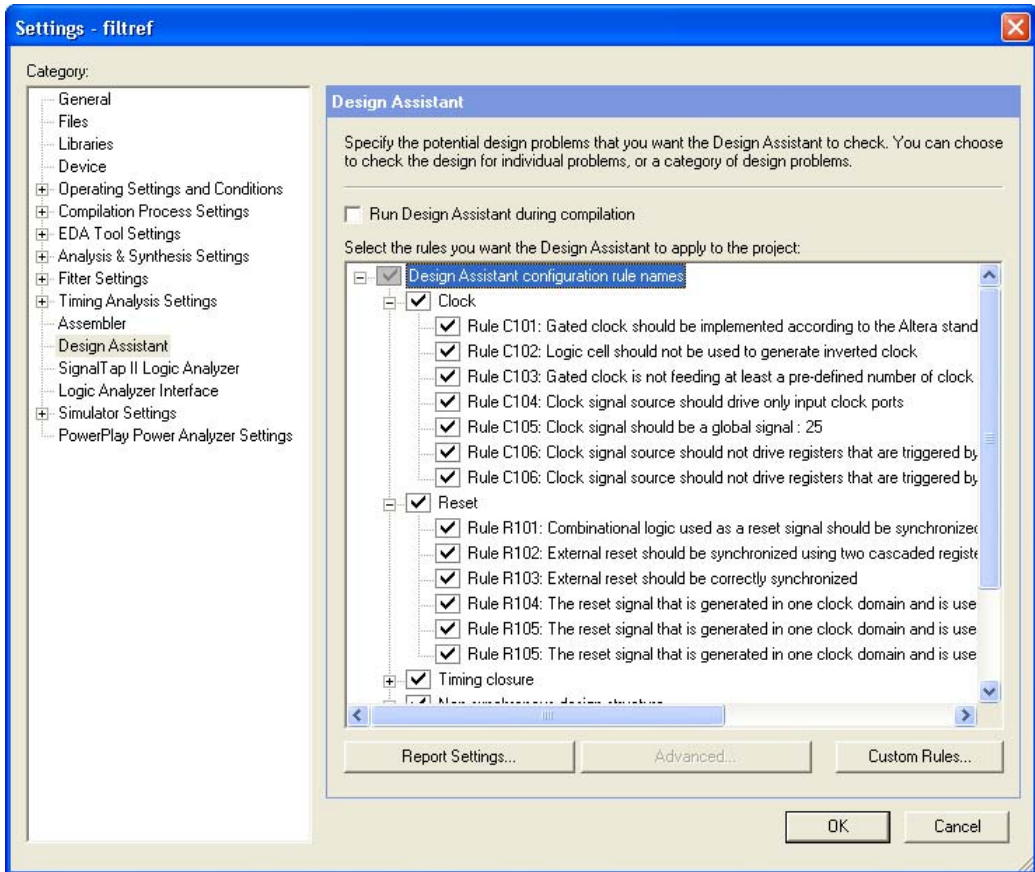 Settings - filtref
Category:
General
Files
Libraries
Device
Operating Settings and Conditions
Compilation Process Settings
EDA Tool Settings
Analysis & Synthesis Settings
Fitter Settings
Timing Analysis Settings
Assembler
Design Assistant
SignalTap II Logic Analyzer
Logic Analyzer Interface
Simulator Settings
PowerPlay Power Analyzer Settings
Design Assistant
Specify the potential design problems that you want the Design Assistant to check. You can choose
to check the design for individual problems, or a category of design problems.
Run Design Assistant during compilation
Select the rules you want the Design Assistant to apply to the project:
Design Assistant configuration rule names
Clock
Rule C101: Gated clock should be implemented according to the Altera stand
Rule C102: Logic cell should not be used to generate inverted clock
Rule C103: Gated clock is not feeding at least a pre-defined number of clock
Rule C104: Clock signal source should drive only input clock ports
Rule C105: Clock signal should be a global signal : 25
Rule C106: Clock signal source should not drive registers that are triggered by
Rule C106: Clock signal source should not drive registers that are triggered by
Reset
Rule R101: Combinational logic used as a reset signal should be synchronized
Rule R102: External reset should be synchronized using two cascaded registe
Rule R103: External reset should be correctly synchronized
Rule R104: The reset signal that is generated in one clock domain and is use
Rule R105: The reset signal that is generated in one clock domain and is use
Rule R105: The reset signal that is generated in one clock domain and is use
Timing closure
Non-synchronous design structure
Report Settings...
Advanced...
Custom Rules...
OK
Cancel